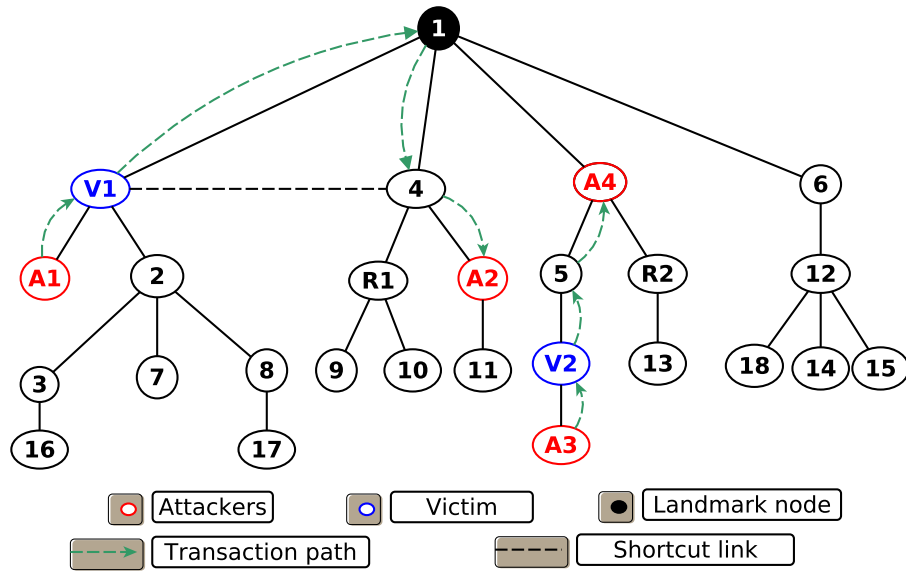 1
V1
4
A4
6
A1
2
R1
A2
5
R2
12
3
7
8
9
10
11
V2
13
18
14
15
16
17
A3
Attackers
Victim
Landmark node
Transaction path
Shortcut link